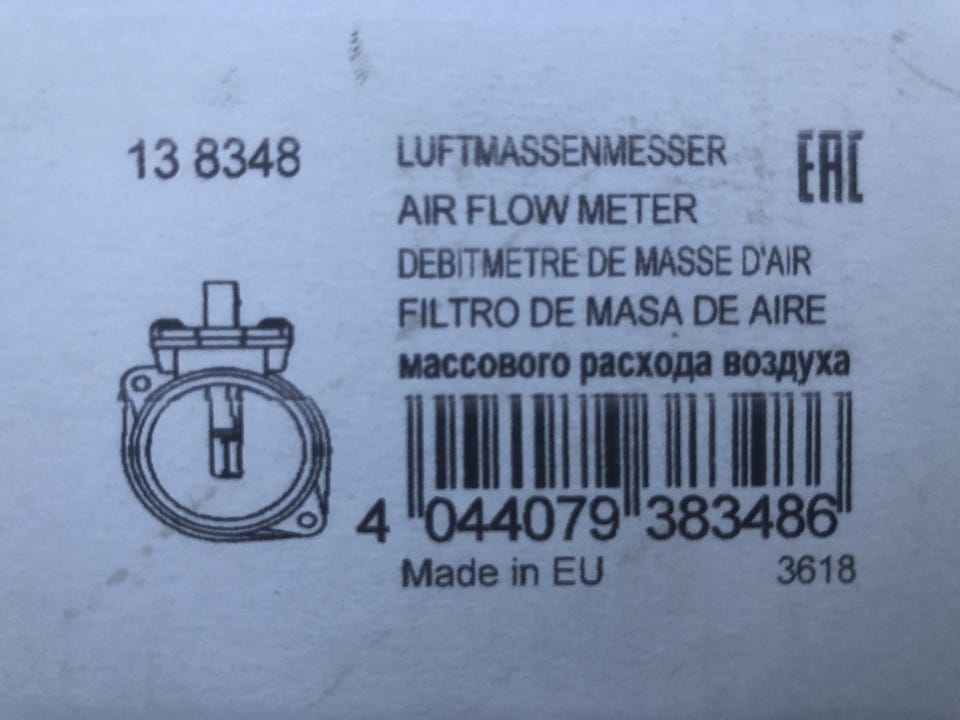 13 8348
LUFTMASSENMESSER
EAC
AIR FLOW METER
DEBITMETRE DE MASSE D'AIR
FILTRO DE MASA DE AIRE
массового расхода воздуха
4 044079 383486
Made in EU
3618